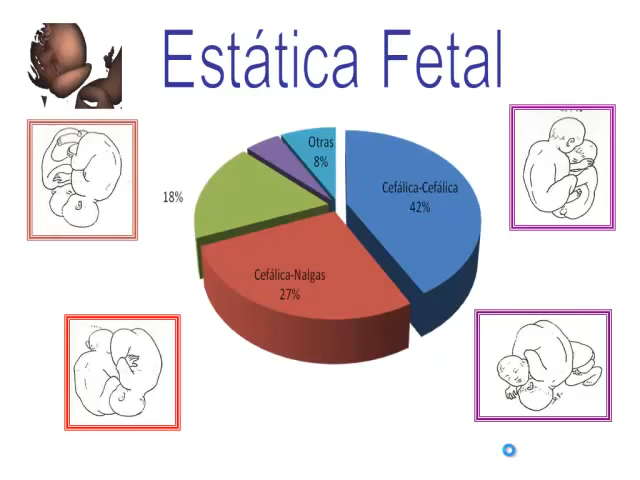 Estática Fetal
Otras
8%
Cefálica-Cefálica
42%
18%
Cefálica-Nalgas
27%